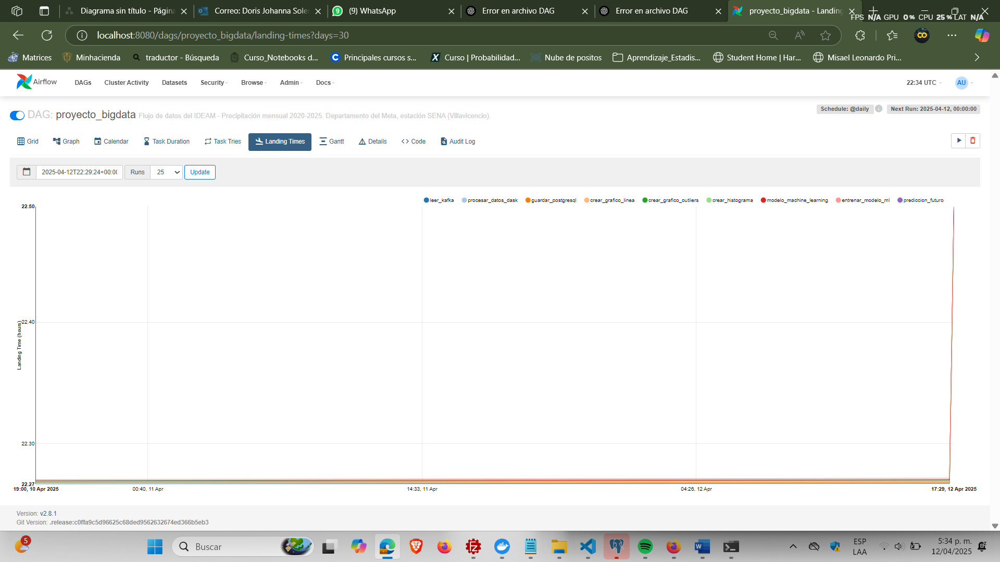 Diagrama sin título - Págin
Correo: Doris Johanna Sole
(9) WhatsApp
Error en archivo DAG
Error en archivo DAG
proyecto_bigdata - Landing
FPS N/A GPU 0% CPU 25% LAT N/A
localhost:8080/dags/proyecto_bigdata/landing-times?days=30
Matrices
Minhacienda
traductor - Búsqueda
Curso_Notebooks d...
Principales cursos s...
Curso | Probabilidad...
Nube de positos
Aprendizaje_Estadis...
Student Home | Har...
Misael Leonardo Pri...
Airflow
DAGs
Cluster Activity
Datasets
Security
Browse
Admin
Docs
22:34 UTC
AU
DAG: proyecto_bigdata Flujo de datos del IDEAM - Precipitación mensual 2020-2025. Departamento del Meta, estación SENA (Villavicencio).
Schedule: @daily
Next Run: 2025-04-12, 00:00:00
Grid
Graph
Calendar
Task Duration
Task Tries
Landing Times
Gantt
Details
Code
Audit Log
2025-04-12T22:29:24+00:00
Runs
25
Update
leer_kafka
procesar_datos_dask
guardar_postgresql
crear_grafico_linea
crear_grafico_outliers
crear_histograma
modelo_machine_learning
entrenar_modelo_ml
prediccion_futuro
22.50
22.40
22.30
22.27
Landing Time (hours)
19:00, 10 Apr 2025
00:40, 11 Apr
14:33, 11 Apr
04:26, 12 Apr
17:29, 12 Apr 2025
Version: v2.8.1
Git Version: .release:c0ffa9c5d96625c68ded9562632674ed366b5eb3
5
Buscar
ESP
LAA
5:34 p. m.
12/04/2025